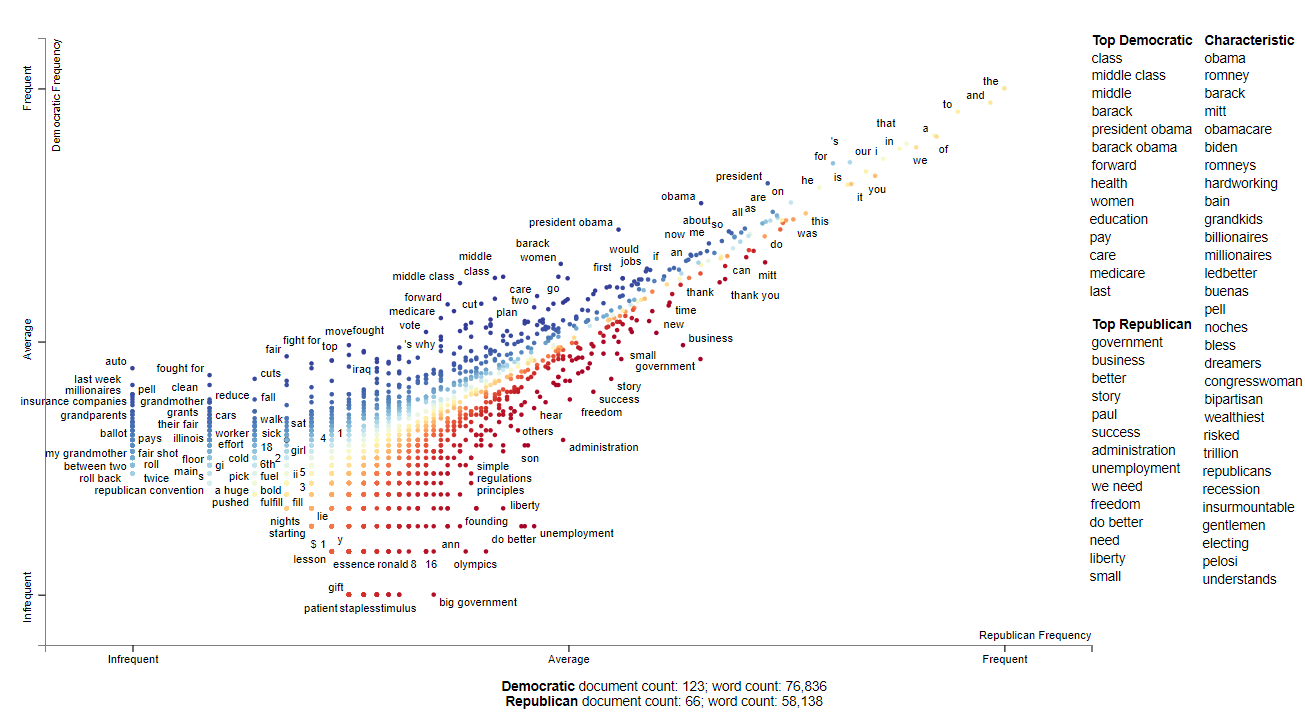 Top Democratic Characteristic
class obama
middle class romney
middle barack
barack mitt
president obama obamacare
barack obama biden
forward romneys
health hardworking
women bain
education grandkids
pay billionaires
care millionaires
medicare ledbetter
last buenas
pell
Top Republican noches
government bless
business dreamers
better congresswoman
story bipartisan
paul wealthiest
success risked
administration trillion
unemployment republicans
we need recession
freedom insurmountable
do better gentlemen
need electing
liberty pelosi
small understands
Frequent
Democratic Frequency
Average
Infrequent
the
and
to
that
a
's
in
for
our i
of
we
president
he
is
you
it
on
obama
are
as
all
this
about
so
president obama
me
now
was
barack
would
do
women
jobs
if
an
middle
class
first
can
mitt
middle class
care
go
thank
thank you
forward
cut
two
medicare
plan
time
vote
new
move
fought
fight for
top
's why
business
fair
small
auto
fought for
iraq
government
last week
cuts
millionaires
pell
clean
story
insurance companies
grandmother
reduce
fall
success
grandparents
grants
cars
walk
hear
freedom
their fair
sat
ballot
pays
illinois
worker
sick
4
1
others
effort
18
administration
my grandmother
fair shot
girl
floor
cold
2
son
between two
roll
6th
simple
main
gi
ii
5
roll back
twice
's
pick
fuel
regulations
republican convention
a huge
bold
3
principles
pushed
fulfill
fill
liberty
nights
lie
founding
starting
do better
unemployment
$ 1
y
ann
lesson
essence
ronald
8
16
olympics
gift
patient
staples
stimulus
big government
Republican Frequency
Infrequent Average Frequent
Democratic document count: 123; word count: 76,836
Republican document count: 66; word count: 58,138